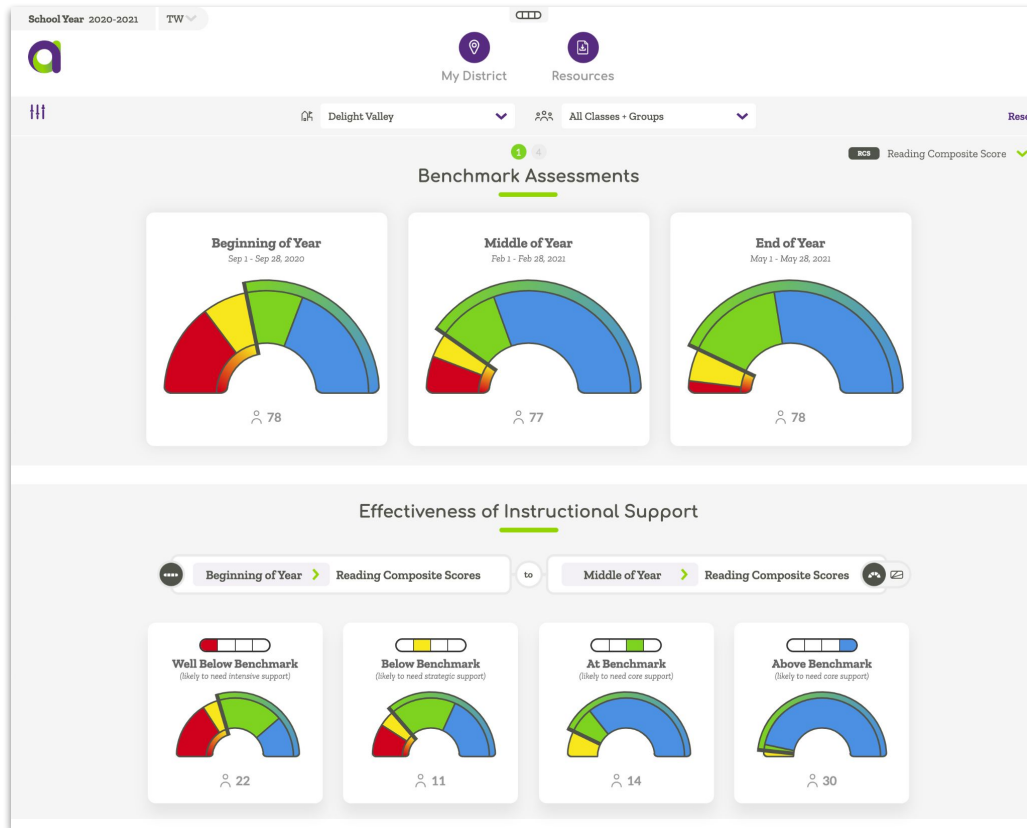 School Year 2020-2021 TW
My District Resources
Delight Valley All Classes + Groups
1 4
RCS Reading Composite Score
Benchmark Assessments
Beginning of Year Middle of Year End of Year
Sep 1 - Sep 28, 2020 Feb 1 - Feb 28, 2021 May 1 - May 28, 2021
78 77 78
Effectiveness of Instructional Support
Beginning of Year Reading Composite Scores to Middle of Year Reading Composite Scores
Well Below Benchmark Below Benchmark At Benchmark Above Benchmark
(likely to need intensive support) (likely to need strategic support) (likely to need core support) (likely to need core support)
22 11 14 30